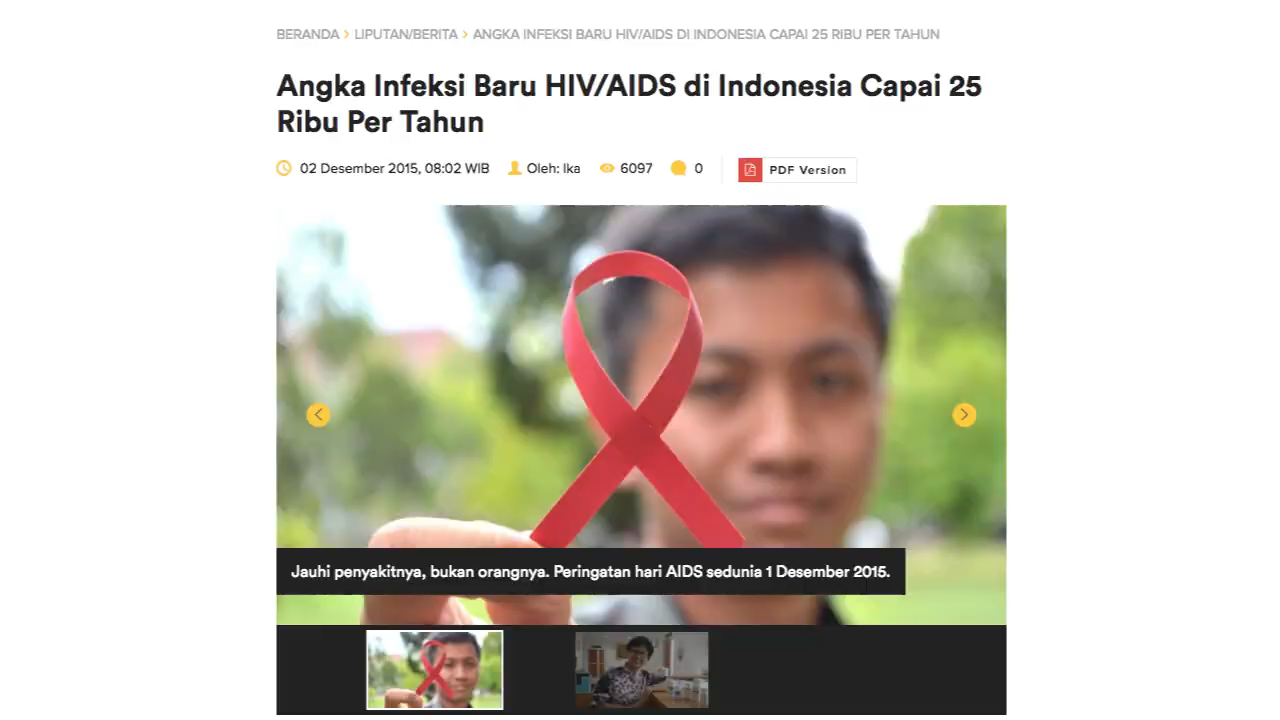 BERANDA > LIPUTAN/BERITA > ANGKA INFEKSI BARU HIV/AIDS DI INDONESIA CAPAI 25 RIBU PER TAHUN
Angka Infeksi Baru HIV/AIDS di Indonesia Capai 25
Ribu Per Tahun
02 Desember 2015, 08:02 WIB Oleh: Ika 6097 0 PDF Version
Jauhi penyakitnya, bukan orangnya. Peringatan hari AIDS sedunia 1 Desember 2015.